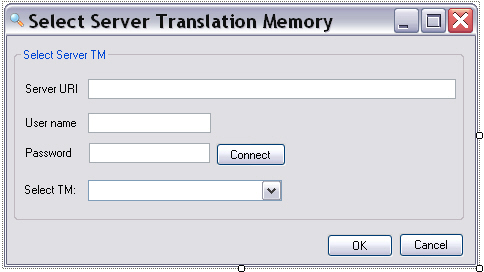 Select Server Translation Memory
Select Server TM
Server URI
User name
Password
Connect
Select TM:
OK
Cancel